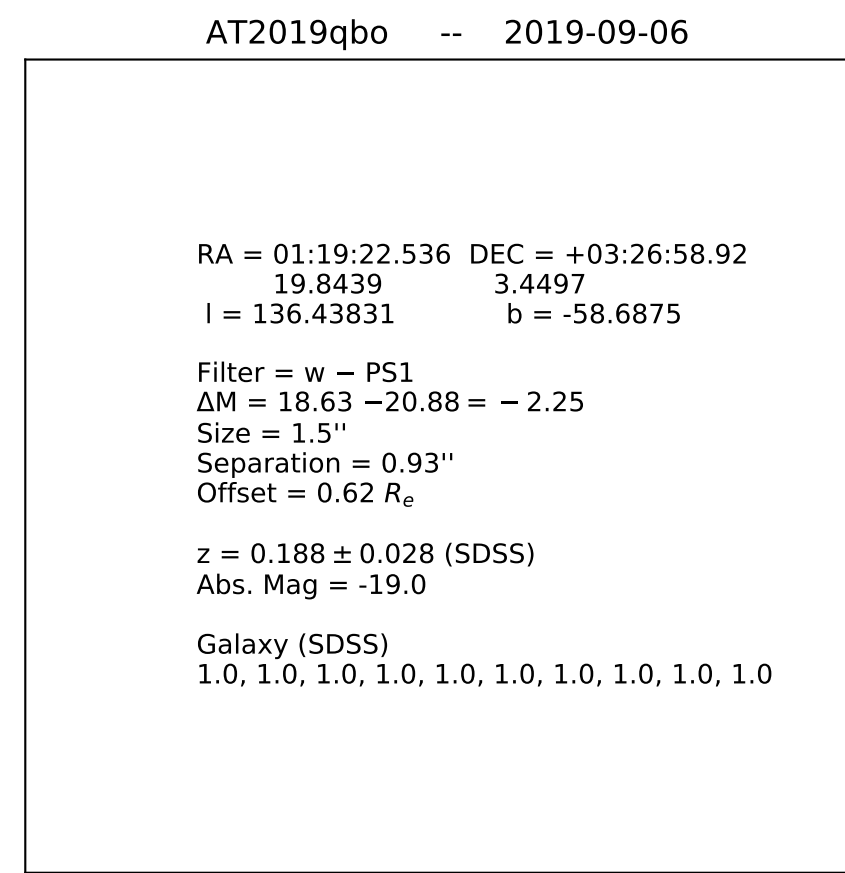 AT2019qbo -- 2019-09-06
RA = 01:19:22.536 DEC = +03:26:58.92
19.8439 3.4497
l = 136.43831 b = -58.6875
Filter = w − PS1
ΔM = 18.63 −20.88 = − 2.25
Size = 1.5''
Separation = 0.93''
Offset = 0.62 Rₑ
z = 0.188 ± 0.028 (SDSS)
Abs. Mag = -19.0
Galaxy (SDSS)
1.0, 1.0, 1.0, 1.0, 1.0, 1.0, 1.0, 1.0, 1.0, 1.0